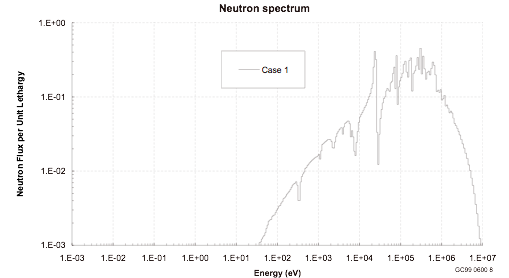 Neutron spectrum
1.E+00
Case 1
1.E-01
Neutron Flux per Unit Lethargy
1.E-02
1.E-03
1.E-03 1.E-02 1.E-01 1.E+00 1.E+01 1.E+02 1.E+03 1.E+04 1.E+05 1.E+06 1.E+07
Energy (eV)
GC99 0600 8